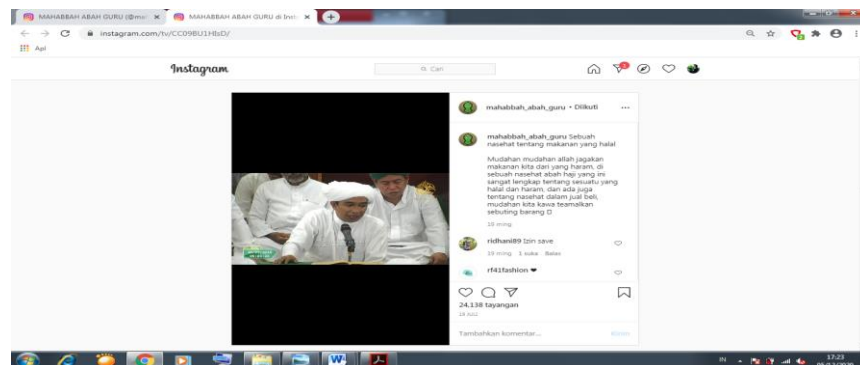 MAHABBAH ABAH GURU (@ma
MAHABBAH ABAH GURU di Inst
instagram.com/tv/CC09BU1HIxD/
Apl
Instagram
Cari
mahabbah_abah_guru • Diikuti
mahabbah_abah_guru Sebuah
nasehat tentang makanan yang halal
Mudahan mudahan allah jagakan
makanan kita dari yang haram, di
sebuah nasehat abah haji yang ini
sangat lengkap tentang sesuatu yang
halal dan haram, dan ada juga
tentang nasehat dalam jual beli,
mudahan kita kawa teamalkan
sebuting barang
19 ming
ridhani89 Izin save
19 ming 1 suka Balas
rf41fashion
24,138 tayangan
Tambahkan komentar...
Kirim
IN
17:23